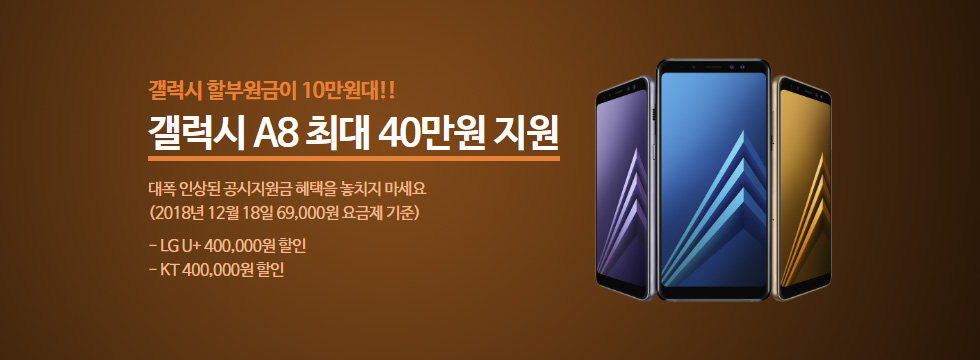 갤럭시 할부원금이 10만원대!!
갤럭시 A8 최대 40만원 지원
대폭 인상된 공시지원금 혜택을 놓치지 마세요
(2018년 12월 18일 69,000원 요금제 기준)
- LG U+ 400,000원 할인
- KT 400,000원 할인